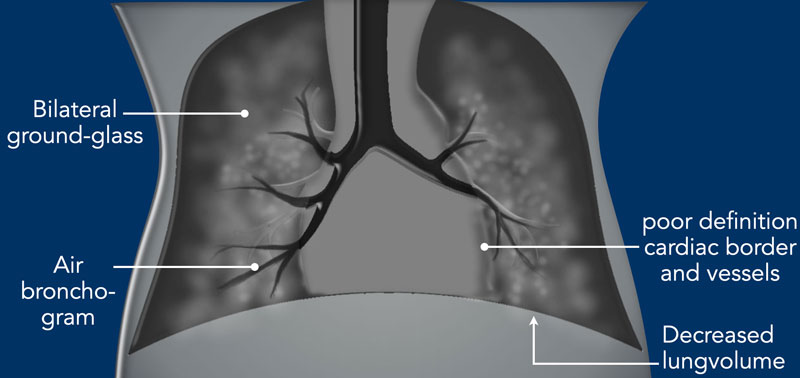 Bilateral
ground-glass
Air
broncho-
gram
poor definition
cardiac border
and vessels
Decreased
lungvolume